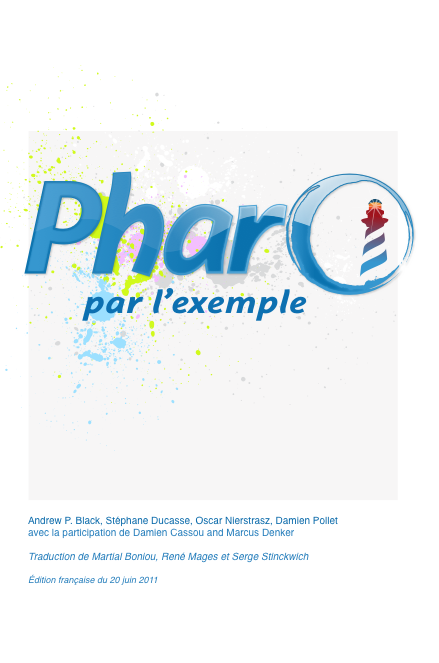 Pharo
par l'exemple
Andrew P. Black, Stéphane Ducasse, Oscar Nierstrasz, Damien Pollet
avec la participation de Damien Cassou and Marcus Denker
Traduction de Martial Boniou, René Mages et Serge Stinckwich
Édition française du 20 juin 2011